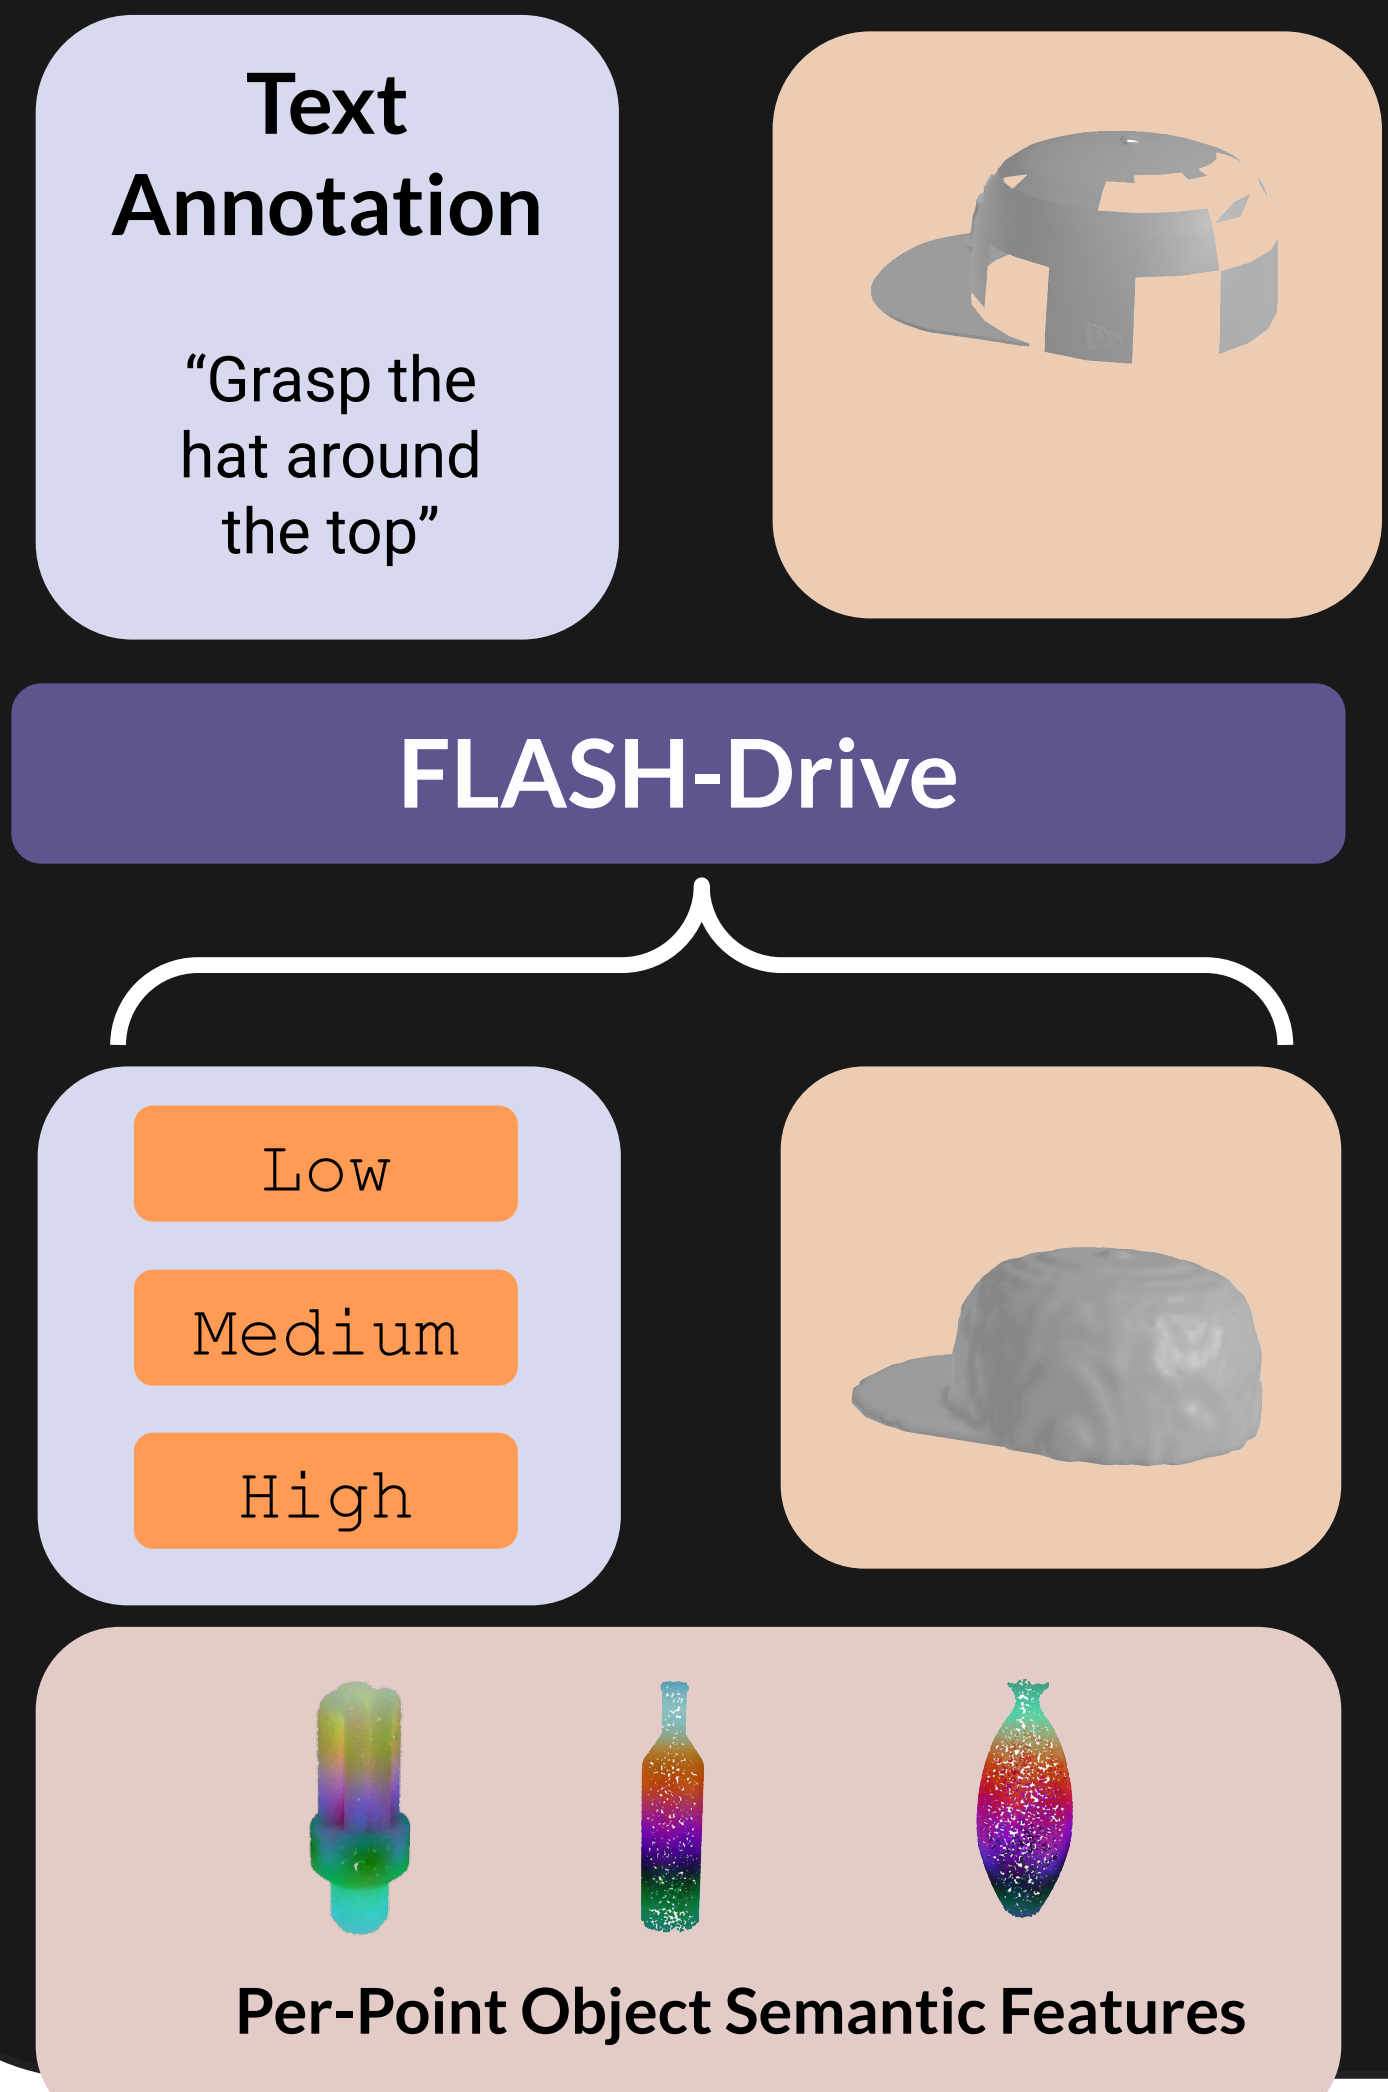 Text
Annotation
“Grasp the
hat around
the top”
FLASH-Drive
Low
Medium
High
Per-Point Object Semantic Features